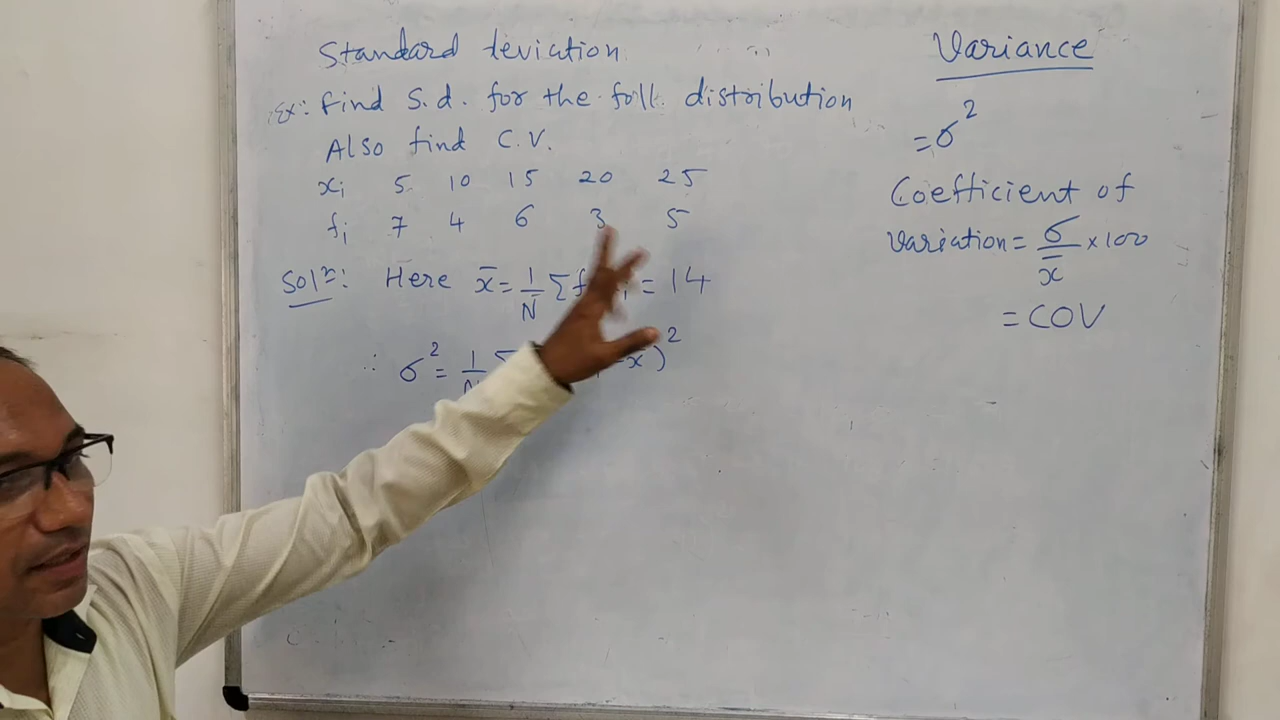 Standard deviation
Ex: Find S.d. for the foll. distribution
Also find C.V.
xi 5 10 15 20 25
fi 7 4 6 3 5
Solⁿ: Here x̄ = 1/N Σf = 14
∴ σ² = 1/N x)²
Variance
= σ²
Coefficient of
Variation = σ/x̄ × 100
= COV